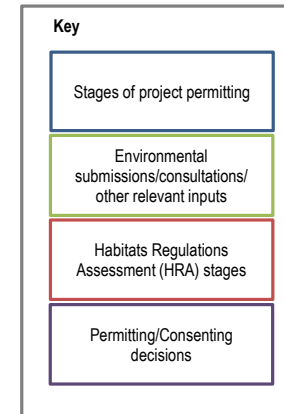 Key
Stages of project permitting
Environmental
submissions/consultations/
other relevant inputs
Habitats Regulations
Assessment (HRA) stages
Permitting/Consenting
decisions